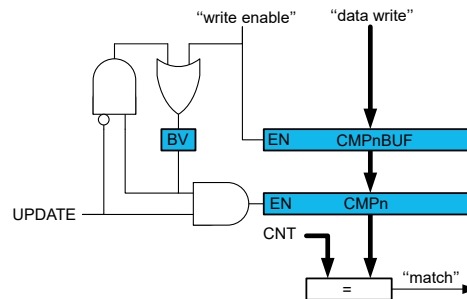 “write enable” “data write”
BV
EN CMPnBUF
EN CMPn
UPDATE
CNT
=
“match”